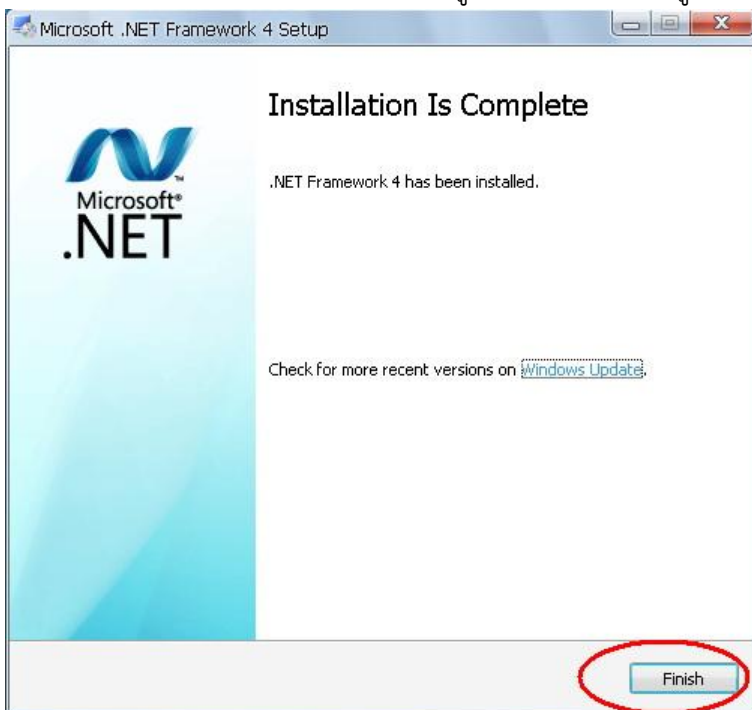 Microsoft .NET Framework 4 Setup
Installation Is Complete
.NET Framework 4 has been installed.
Microsoft®
.NET™
Check for more recent versions on Windows Update.
Finish